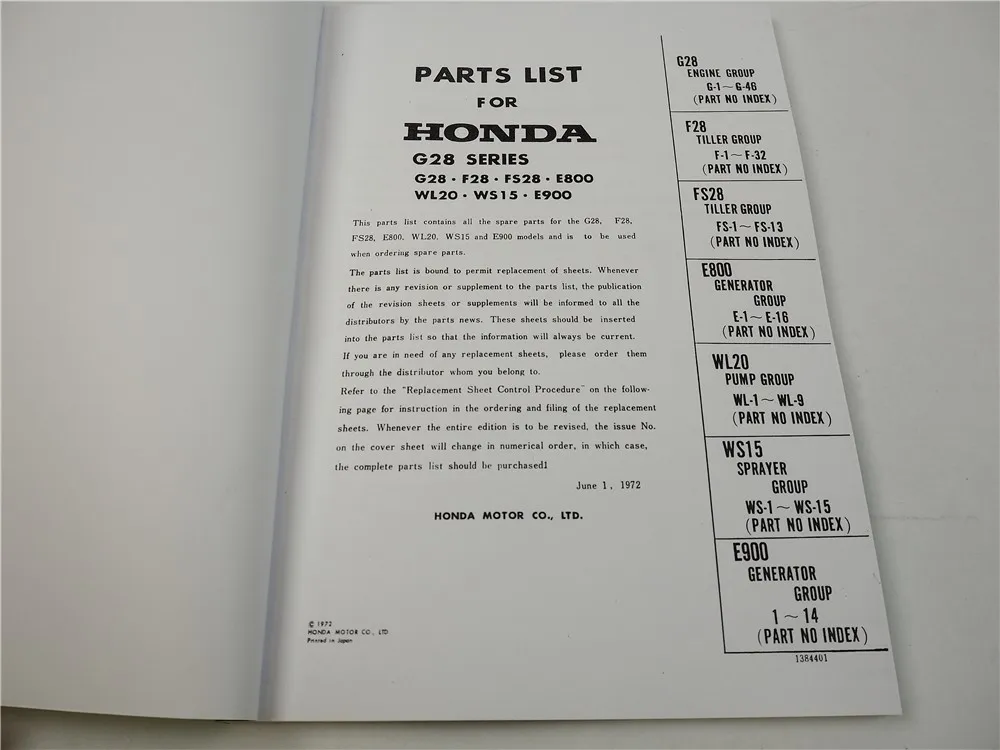 PARTS LIST
FOR
HONDA
G28 SERIES
G28 · F28 · FS28 · E800
WL20 · WS15 · E900
This parts list contains all the spare parts for the G28, F28,
FS28, E800, WL20, WS15 and E900 models and is to be used
when ordering spare parts.
The parts list is bound to permit replacement of sheets. Whenever
there is any revision or supplement to the parts list, the publication
of the revision sheets or supplements will be informed to all the
distributors by the parts news. These sheets should be inserted
into the parts list so that the information will always be current.
If you are in need of any replacement sheets, please order them
through the distributor whom you belong to.
Refer to the "Replacement Sheet Control Procedure" on the follow-
ing page for instruction in the ordering and filing of the replacement
sheets. Whenever the entire edition is to be revised, the issue No.
on the cover sheet will change in numerical order, in which case,
the complete parts list should be purchased1
June 1, 1972
HONDA MOTOR CO., LTD.
© 1972
HONDA MOTOR CO., LTD
Printed in Japan
G28
ENGINE GROUP
G-1~G-46
(PART NO INDEX)
F28
TILLER GROUP
F-1~F-32
(PART NO INDEX)
FS28
TILLER GROUP
FS-1~FS-13
(PART NO INDEX)
E800
GENERATOR
GROUP
E-1~E-16
(PART NO INDEX)
WL20
PUMP GROUP
WL-1~WL-9
(PART NO INDEX)
WS15
SPRAYER
GROUP
WS-1~WS-15
(PART NO INDEX)
E900
GENERATOR
GROUP
1~14
(PART NO INDEX)
1384401